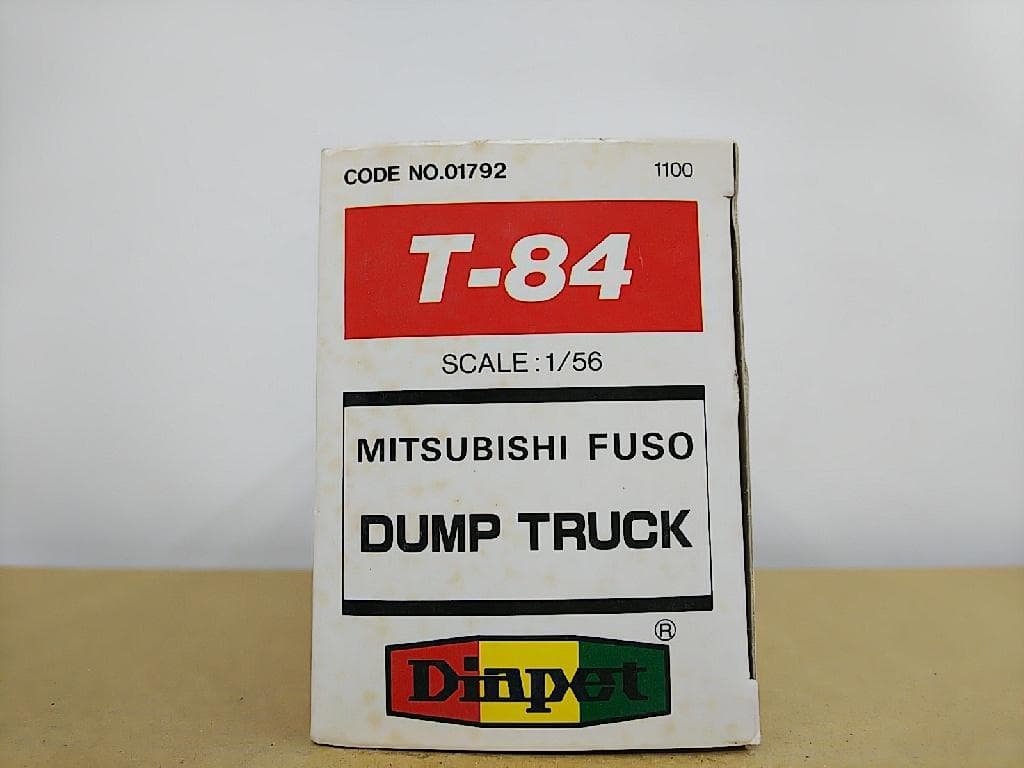 CODE NO.01792 1100
T-84
SCALE:1/56
MITSUBISHI FUSO
DUMP TRUCK
®
Diapet